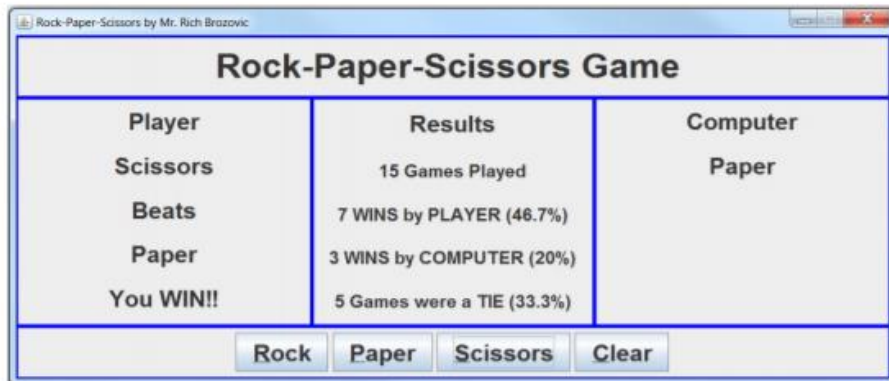 Rock-Paper-Scissors by Mr. Rich Brozovic
Rock-Paper-Scissors Game
Player
Scissors
Beats
Paper
You WIN!!
Results
15 Games Played
7 WINS by PLAYER (46.7%)
3 WINS by COMPUTER (20%)
5 Games were a TIE (33.3%)
Computer
Paper
Rock Paper Scissors Clear